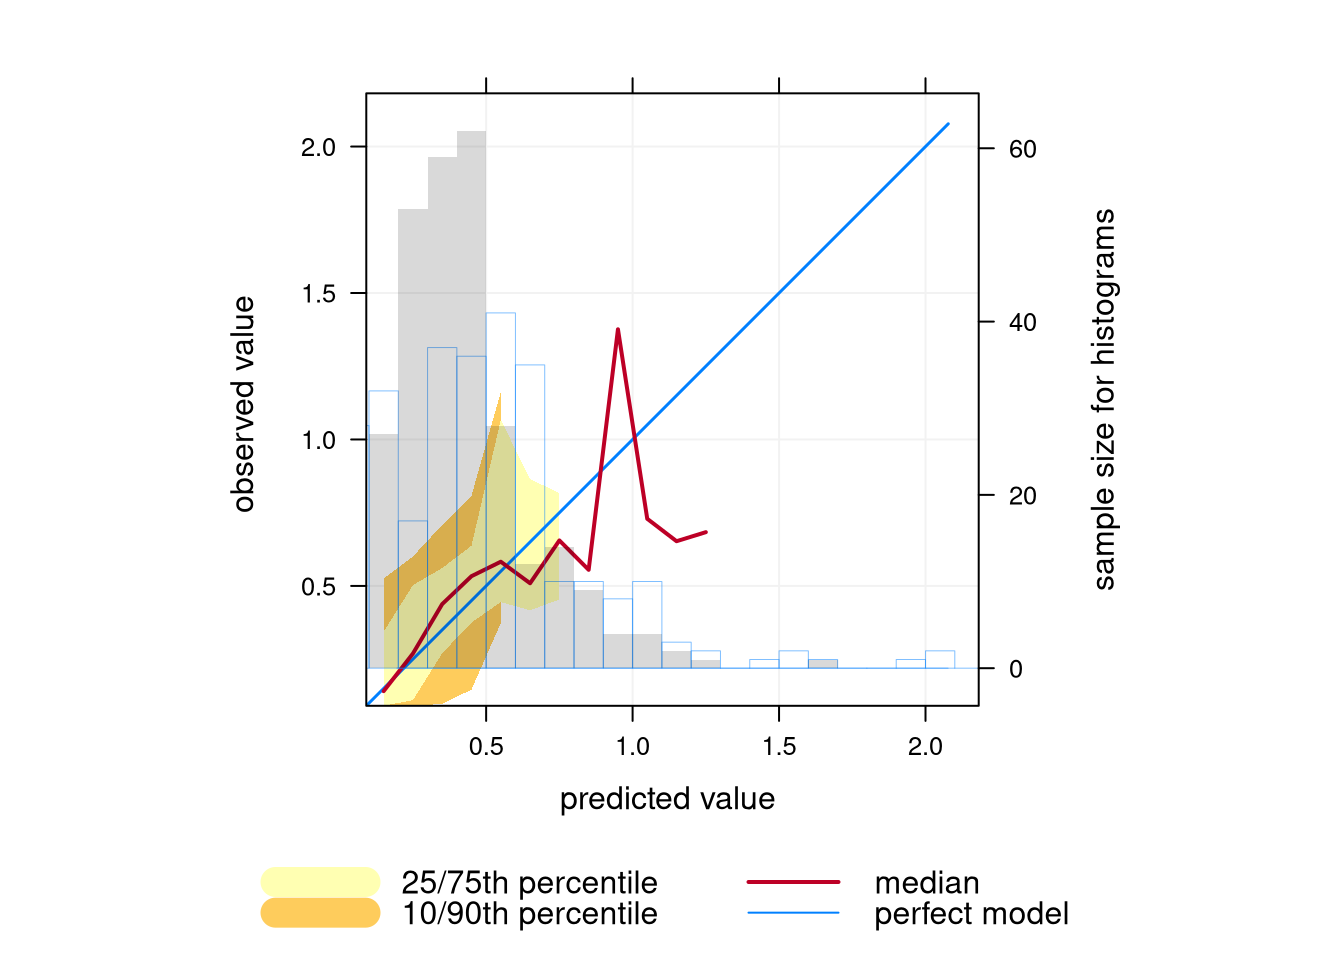 2.0
1.5
1.0
0.5
60
40
20
0
observed value
sample size for histograms
0.5 1.0 1.5 2.0
predicted value
25/75th percentile median
10/90th percentile perfect model